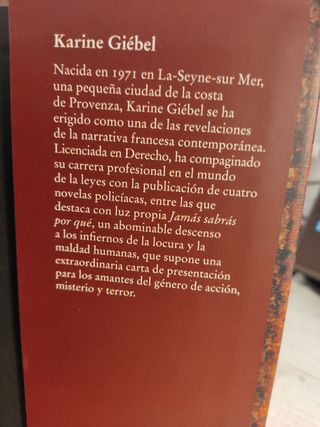 Karine Giébel
Nacida en 1971 en La-Seyne-sur Mer,
una pequeña ciudad de la costa
de Provenza, Karine Giébel se ha
erigido como una de las revelaciones
de la narrativa francesa contemporánea.
Licenciada en Derecho, ha compaginado
su carrera profesional en el mundo
de la leyes con la publicación de cuatro
novelas policíacas, entre las que
destaca con luz propia Jamás sabrás
por qué, un abominable descenso
a los infiernos de la locura y la
maldad humanas, que supone una
extraordinaria carta de presentación
para los amantes del género de acción,
misterio y terror.